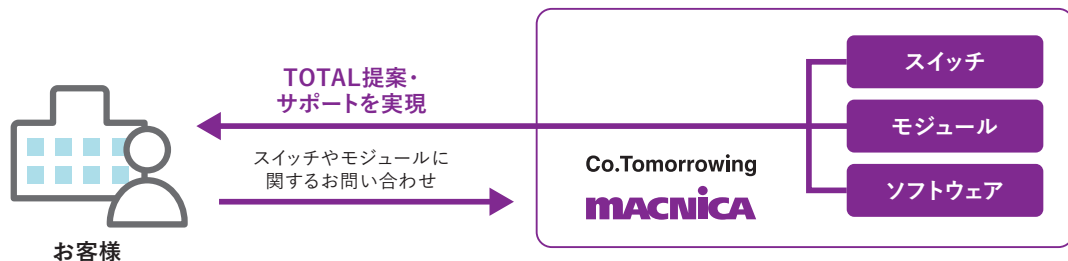 TOTAL提案・
サポートを実現
スイッチやモジュールに
関するお問い合わせ
お客様
Co.Tomorrowing
MACNICA
スイッチ
モジュール
ソフトウェア